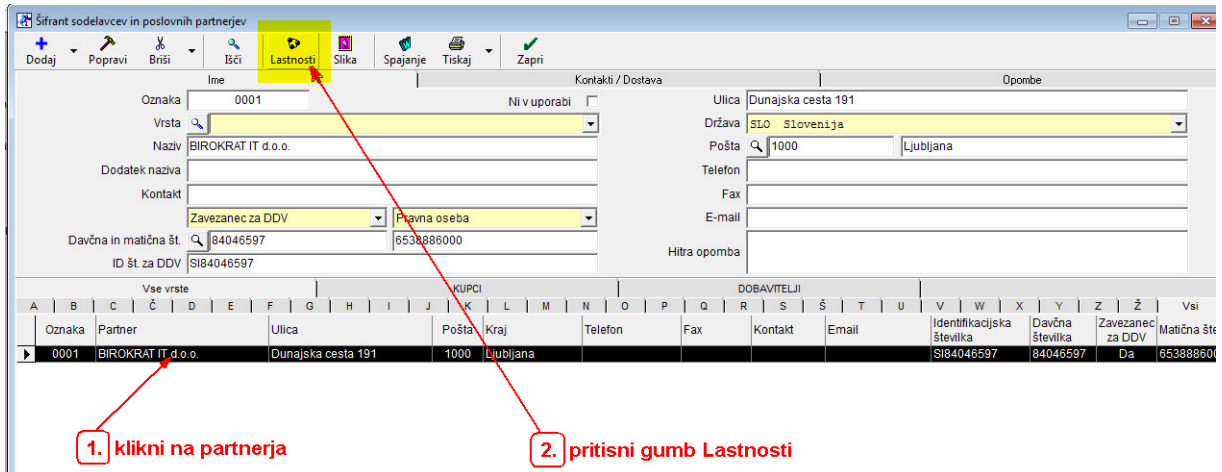 Šifrant sodelavcev in poslovnih partnerjev
Dodaj Popravi Briši Išči Lastnosti Slika Spajanje Tiskaj Zapri
Ime Kontakti / Dostava Opombe
Oznaka 0001 Ni v uporabi Ulica Dunajska cesta 191
Vrsta Država SLO Slovenija
Naziv BIROKRAT IT d.o.o. Pošta 1000 Ljubljana
Dodatek naziva Telefon
Kontakt Fax
Zavezanec za DDV Pravna oseba E-mail
Davčna in matična št. 84046597 6538886000
Hitra opomba
ID št. za DDV SI84046597
Vse vrste KUPCI DOBAVITELJI
A B C Č D E F G H I J K L M N O P Q R S Š T U V W X Y Z Ž Vsi
Oznaka Partner Ulica Pošta Kraj Telefon Fax Kontakt Email Identifikacijska številka Davčna številka Zavezanec za DDV Matična šte
0001 BIROKRAT IT d.o.o. Dunajska cesta 191 1000 Ljubljana SI84046597 84046597 Da 653888600
1. klikni na partnerja 2. pritisni gumb Lastnosti